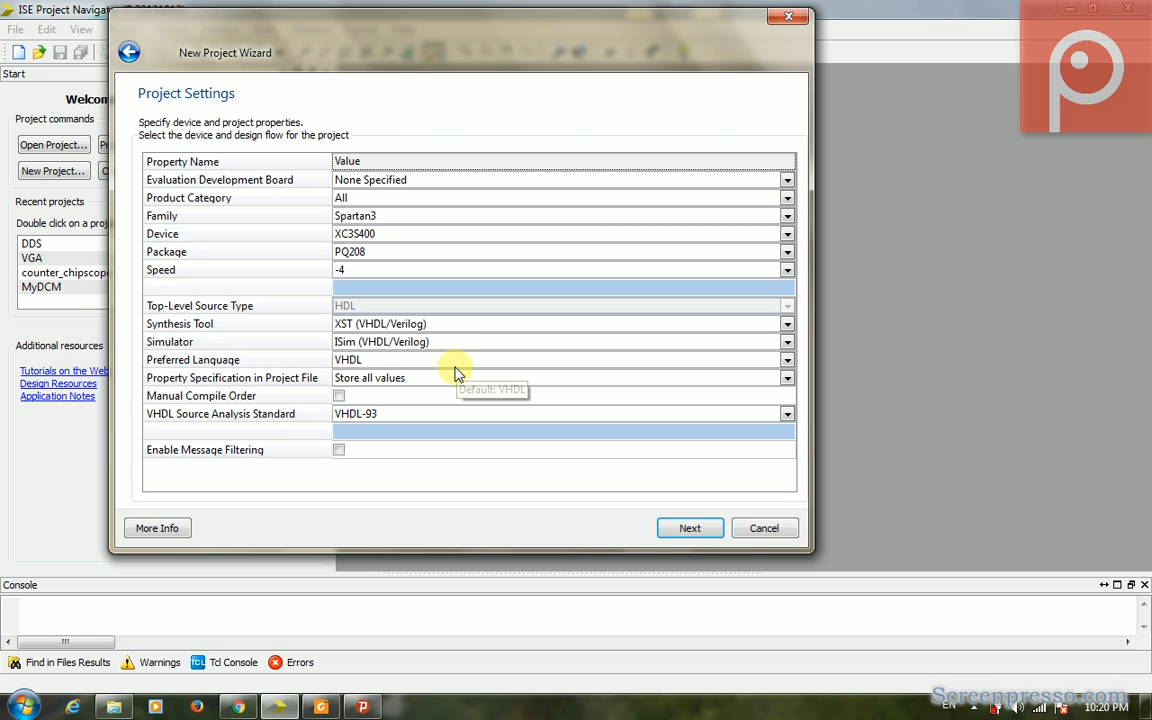 ISE Project Navigat
File Edit View
New Project Wizard
Start
Welcom
Project commands
Open Project...
New Project...
Recent projects
Double click on a proj
DDS
VGA
counter_chipscope
MyDCM
Additional resources
Tutorials on the Web
Design Resources
Application Notes
Project Settings
Specify device and project properties.
Select the device and design flow for the project
Property Name Value
Evaluation Development Board None Specified
Product Category All
Family Spartan3
Device XC3S400
Package PQ208
Speed -4
Top-Level Source Type HDL
Synthesis Tool XST (VHDL/Verilog)
Simulator ISim (VHDL/Verilog)
Preferred Language VHDL
Property Specification in Project File Store all values
Default: VHDL
Manual Compile Order
VHDL Source Analysis Standard VHDL-93
Enable Message Filtering
More Info Next Cancel
Console
Find in Files Results Warnings TCL Tcl Console Errors
Screenpresso.com
EN 10:20 PM